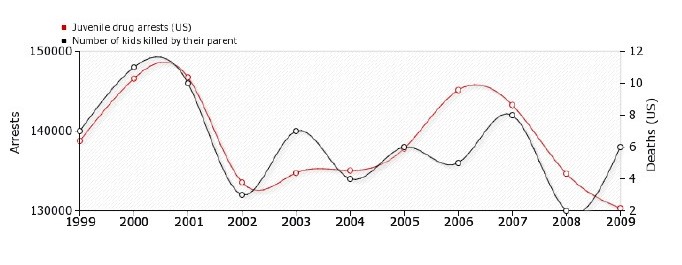 Juvenile drug arrests (US)
Number of kids killed by their parent
150000
12
10
8
140000
6
4
130000
2
Arrests
Deaths (US)
1999 2000 2001 2002 2003 2004 2005 2006 2007 2008 2009